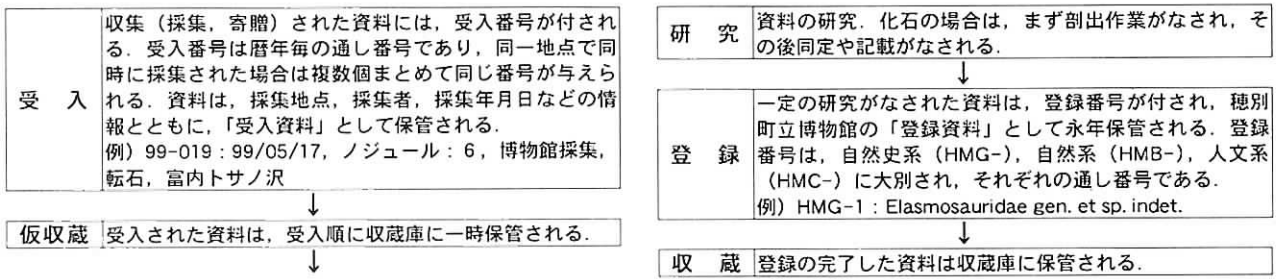 受　入
収集（採集，寄贈）された資料には，受入番号が付され
る．受入番号は暦年毎の通し番号であり，同一地点で同
時に採集された場合は複数個まとめて同じ番号が与えら
れる．資料は，採集地点，採集者，採集年月日などの情
報とともに，「受入資料」として保管される．
例）99-019：99/05/17，ノジュール：6，博物館採集，
転石，富内トサノ沢
↓
仮収蔵
受入された資料は，受入順に収蔵庫に一時保管される．
↓
研　究
資料の研究．化石の場合は，まず剖出作業がなされ，そ
の後同定や記載がなされる．
↓
登　録
一定の研究がなされた資料は，登録番号が付され，穂別
町立博物館の「登録資料」として永年保管される．登録
番号は，自然史系（HMG-），自然系（HMB-），人文系
（HMC-）に大別され，それぞれの通し番号である．
例）HMG-1：Elasmosauridae gen. et sp. indet.
↓
収　蔵
登録の完了した資料は収蔵庫に保管される．